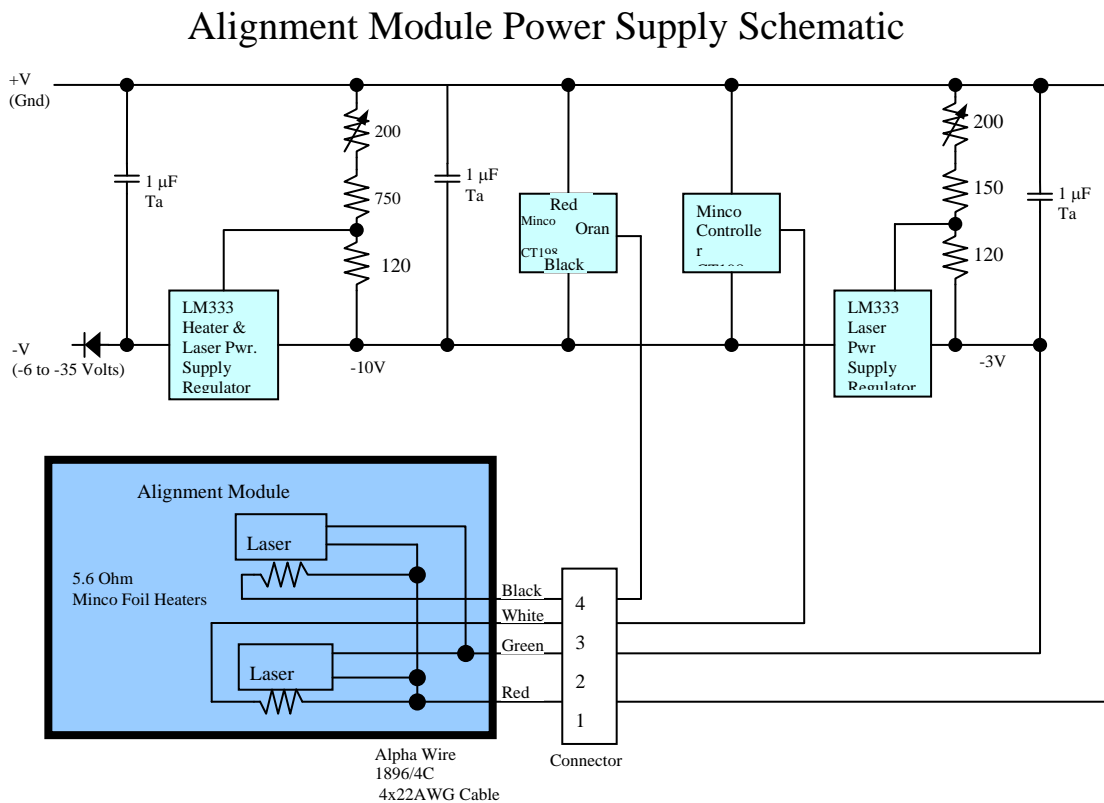 Alignment Module Power Supply Schematic
+V
(Gnd)
200
200
1 μF
Ta
750
1 μF
Ta
150
1 μF
Ta
Red
Minco
Oran
CT198
Black
Minco
Controlle
r
120
120
LM333
Heater &
Laser Pwr.
Supply
Regulator
LM333
Laser
Pwr
Supply
Regulator
-V
(-6 to -35 Volts)
-10V
-3V
Alignment Module
Laser
5.6 Ohm
Minco Foil Heaters
Laser
Black
White
Green
Red
4
3
2
1
Connector
Alpha Wire
1896/4C
4x22AWG Cable